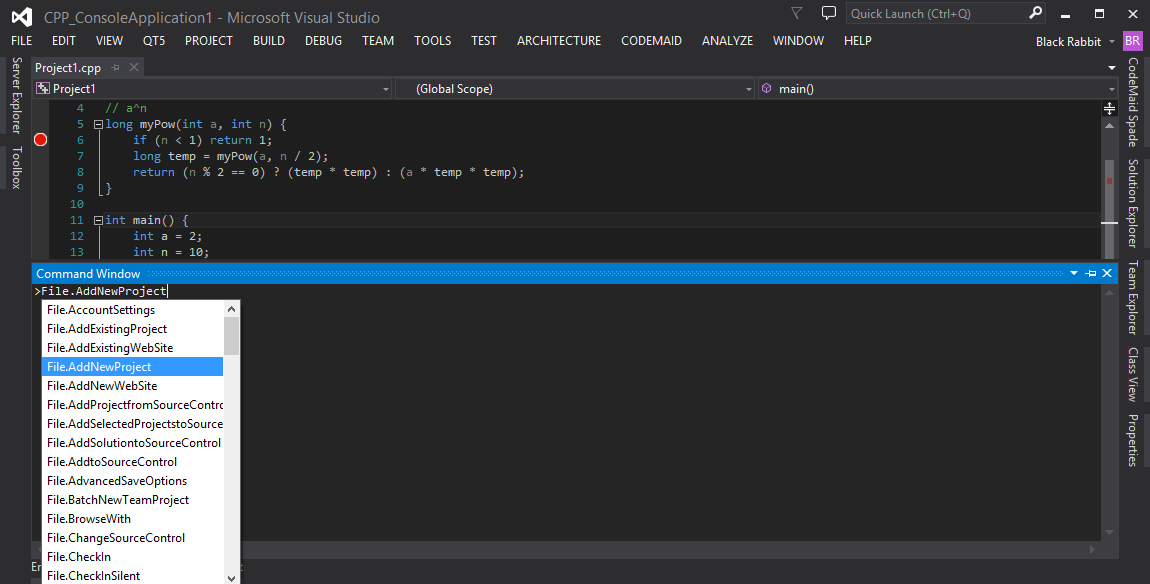 CPP_ConsoleApplication1 - Microsoft Visual Studio
Quick Launch (Ctrl+Q)
FILE EDIT VIEW QT5 PROJECT BUILD DEBUG TEAM TOOLS TEST ARCHITECTURE CODEMAID ANALYZE WINDOW HELP
Black Rabbit BR
Project1.cpp
Project1 (Global Scope) main()
4 // a^n
5 long myPow(int a, int n) {
6 if (n < 1) return 1;
7 long temp = myPow(a, n / 2);
8 return (n % 2 == 0) ? (temp * temp) : (a * temp * temp);
9 }
10
11 int main() {
12 int a = 2;
13 int n = 10;
Server Explorer
Toolbox
CodeMaid Spade
Solution Explorer
Team Explorer
Class View
Properties
Command Window
>File.AddNewProject
File.AccountSettings
File.AddExistingProject
File.AddExistingWebSite
File.AddNewProject
File.AddNewWebSite
File.AddProjectfromSourceContro
File.AddSelectedProjectstoSource
File.AddSolutiontoSourceControl
File.AddtoSourceControl
File.AdvancedSaveOptions
File.BatchNewTeamProject
File.BrowseWith
File.ChangeSourceControl
File.CheckIn
File.CheckInSilent